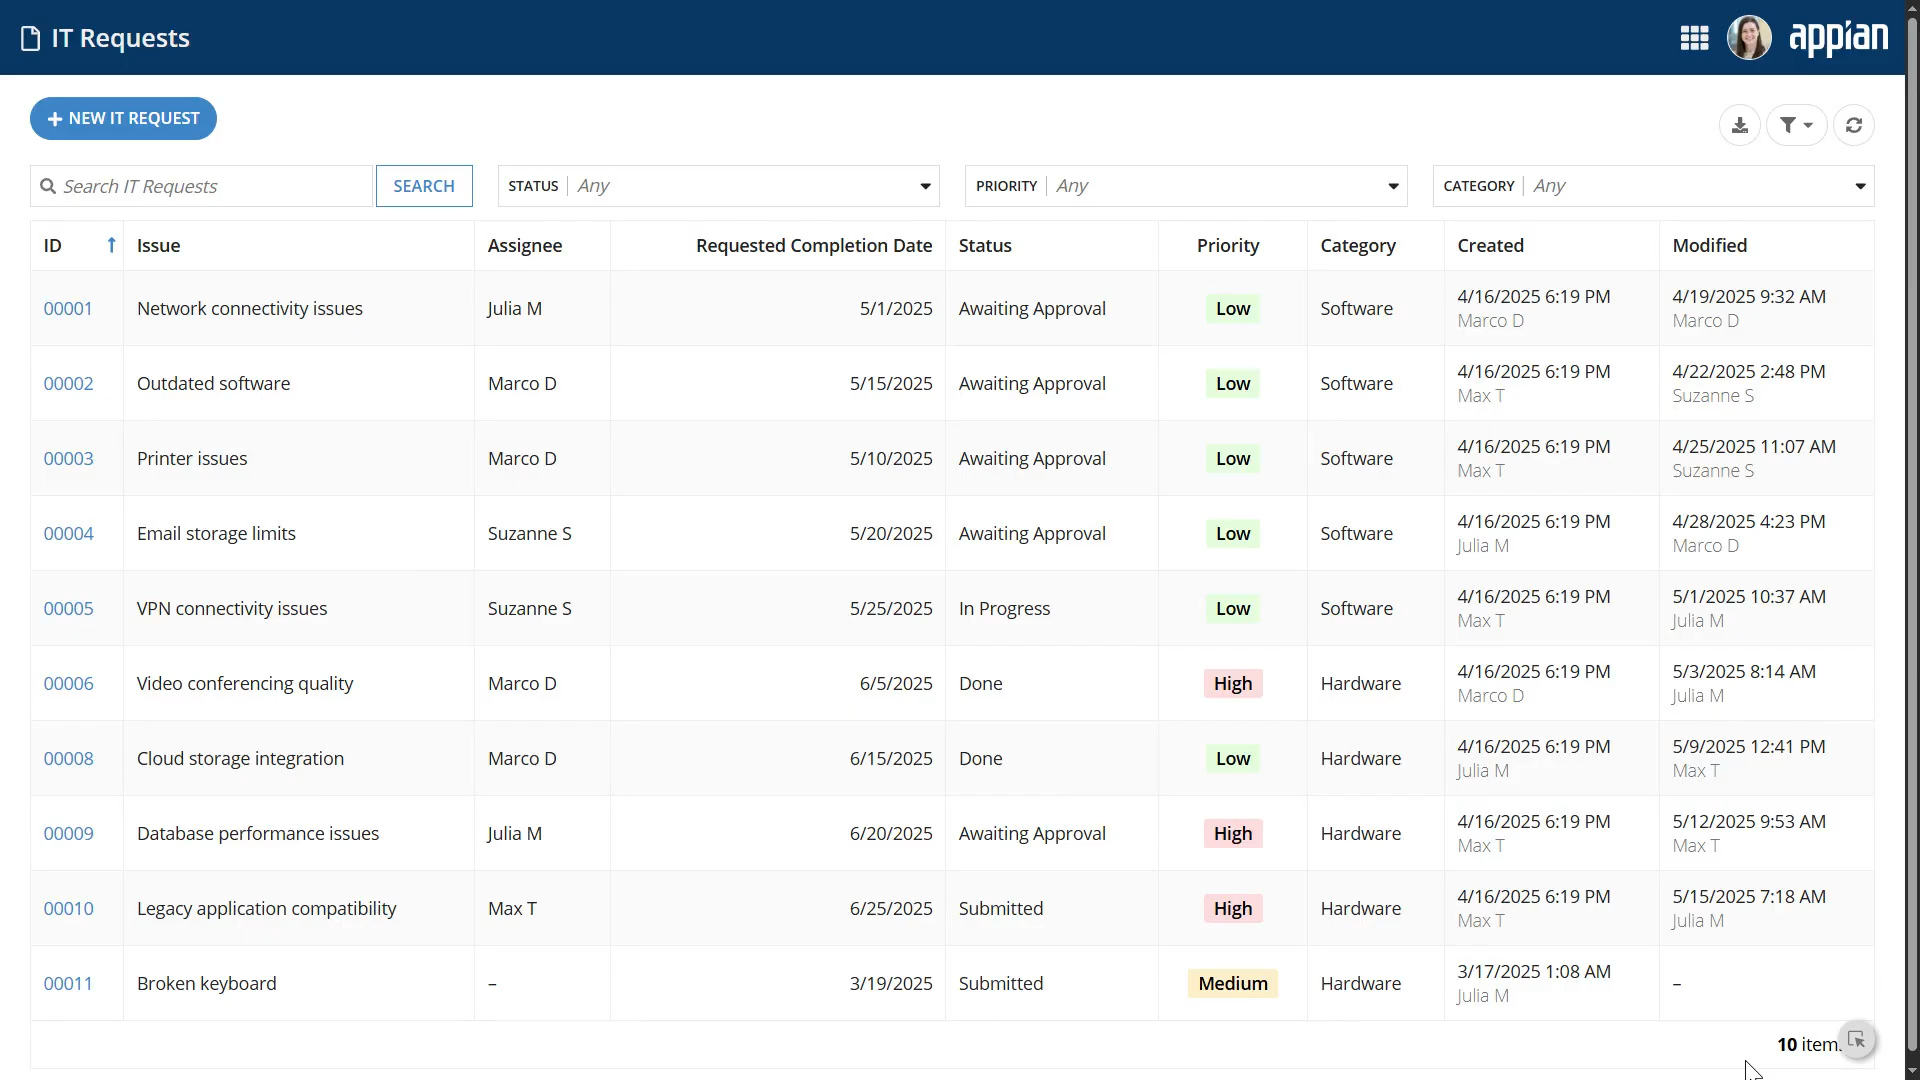 IT Requests
appian
NEW IT REQUEST
Search IT Requests
SEARCH
STATUS Any
PRIORITY Any
CATEGORY Any
ID Issue Assignee Requested Completion Date Status Priority Category Created Modified
00001 Network connectivity issues Julia M 5/1/2025 Awaiting Approval Low Software 4/16/2025 6:19 PM 4/19/2025 9:32 AM
Marco D Marco D
00002 Outdated software Marco D 5/15/2025 Awaiting Approval Low Software 4/16/2025 6:19 PM 4/22/2025 2:48 PM
Max T Suzanne S
00003 Printer issues Marco D 5/10/2025 Awaiting Approval Low Software 4/16/2025 6:19 PM 4/25/2025 11:07 AM
Max T Suzanne S
00004 Email storage limits Suzanne S 5/20/2025 Awaiting Approval Low Software 4/16/2025 6:19 PM 4/28/2025 4:23 PM
Julia M Marco D
00005 VPN connectivity issues Suzanne S 5/25/2025 In Progress Low Software 4/16/2025 6:19 PM 5/1/2025 10:37 AM
Max T Julia M
00006 Video conferencing quality Marco D 6/5/2025 Done High Hardware 4/16/2025 6:19 PM 5/3/2025 8:14 AM
Marco D Julia M
00008 Cloud storage integration Marco D 6/15/2025 Done Low Hardware 4/16/2025 6:19 PM 5/9/2025 12:41 PM
Julia M Max T
00009 Database performance issues Julia M 6/20/2025 Awaiting Approval High Hardware 4/16/2025 6:19 PM 5/12/2025 9:53 AM
Max T Max T
00010 Legacy application compatibility Max T 6/25/2025 Submitted High Hardware 4/16/2025 6:19 PM 5/15/2025 7:18 AM
Max T Julia M
00011 Broken keyboard – 3/19/2025 Submitted Medium Hardware 3/17/2025 1:08 AM –
Julia M
10 item